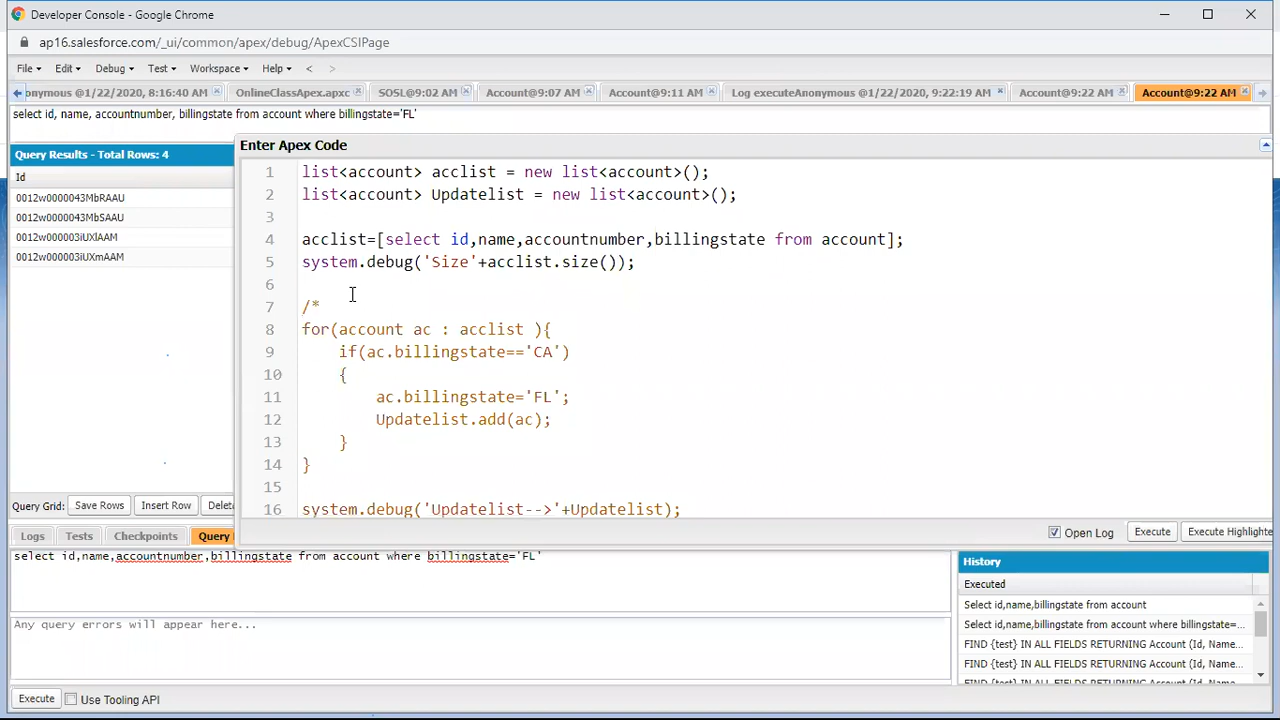 Developer Console - Google Chrome
ap16.salesforce.com/_ui/common/apex/debug/ApexCSIPage
File Edit Debug Test Workspace Help < >
onymous @1/22/2020, 8:16:40 AM OnlineClassApex.apxc SOSL@9:02 AM Account@9:07 AM Account@9:11 AM Log executeAnonymous @1/22/2020, 9:22:19 AM Account@9:22 AM Account@9:22 AM
select id, name, accountnumber, billingstate from account where billingstate='FL'
Enter Apex Code
Query Results - Total Rows: 4
Id
0012w0000043MbRAAU
0012w0000043MbSAAU
0012w000003iUXlAAM
0012w000003iUXmAAM
1 list<account> acclist = new list<account>();
2 list<account> Updatelist = new list<account>();
3
4 acclist=[select id,name,accountnumber,billingstate from account];
5 system.debug('Size'+acclist.size());
6
7 /*
8 for(account ac : acclist ){
9 if(ac.billingstate=='CA')
10 {
11 ac.billingstate='FL';
12 Updatelist.add(ac);
13 }
14 }
15
16 system.debug('Updatelist-->'+Updatelist);
Query Grid: Save Rows Insert Row Delet
Open Log Execute Execute Highlighte
Logs Tests Checkpoints Query
select id,name,accountnumber,billingstate from account where billingstate='FL'
Any query errors will appear here...
History
Executed
Select id,name,billingstate from account
Select id,name,billingstate from account where billingstate=...
FIND {test} IN ALL FIELDS RETURNING Account (Id, Name...
FIND {test} IN ALL FIELDS RETURNING Account (Id, Name...
FIND {test} IN ALL FIELDS RETURNING Account (Id, Name...
Execute Use Tooling API